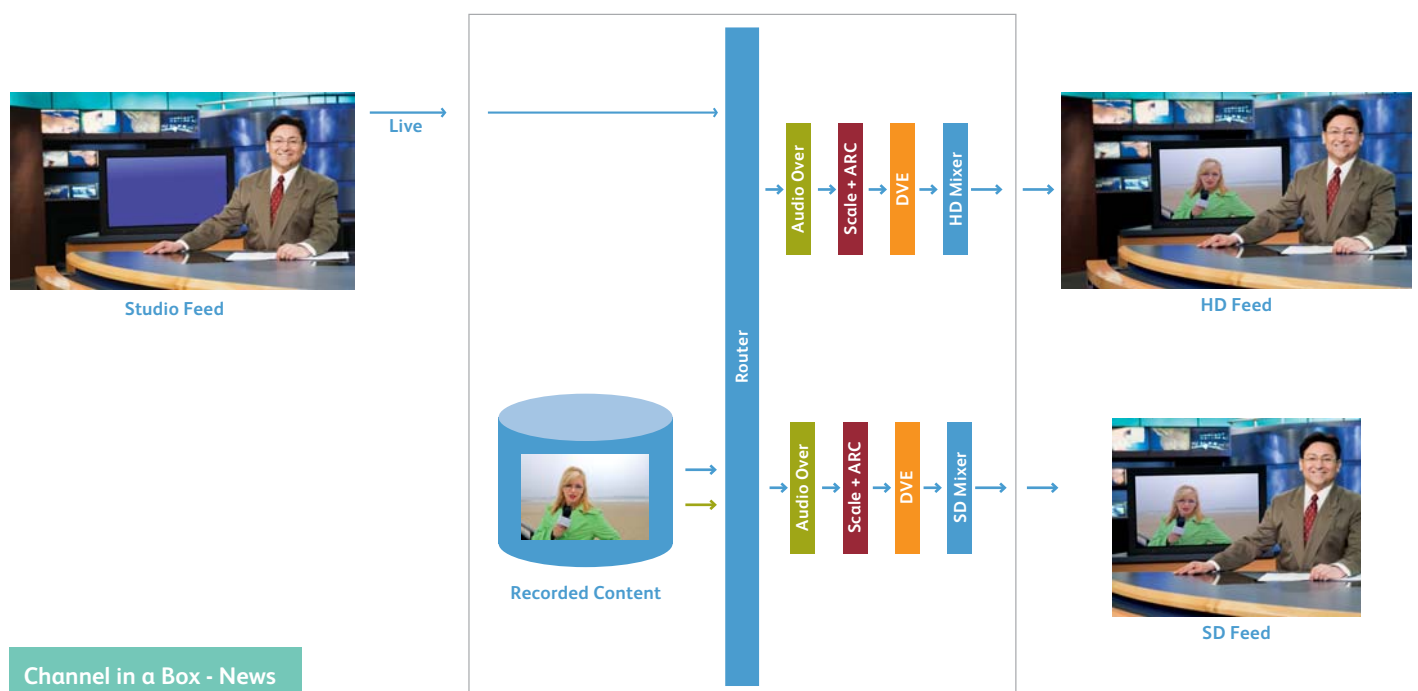 Live
Studio Feed
Recorded Content
Router
Audio Over
Scale + ARC
DVE
HD Mixer
HD Feed
Audio Over
Scale + ARC
DVE
SD Mixer
SD Feed
Channel in a Box - News